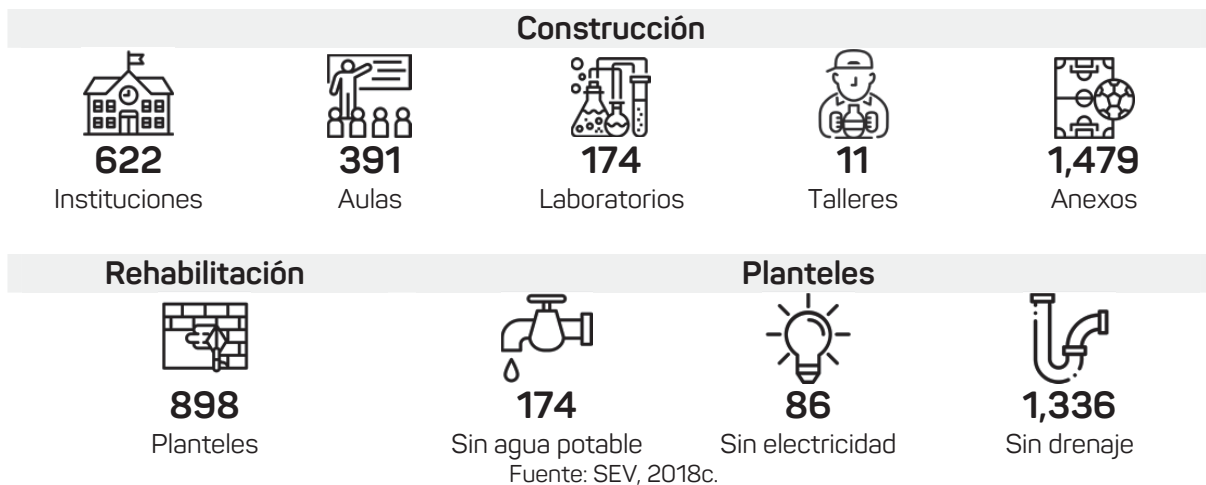 Construcción
622 391 174 11 1,479
Instituciones Aulas Laboratorios Talleres Anexos
Rehabilitación Planteles
898 174 86 1,336
Planteles Sin agua potable Sin electricidad Sin drenaje
Fuente: SEV, 2018c.